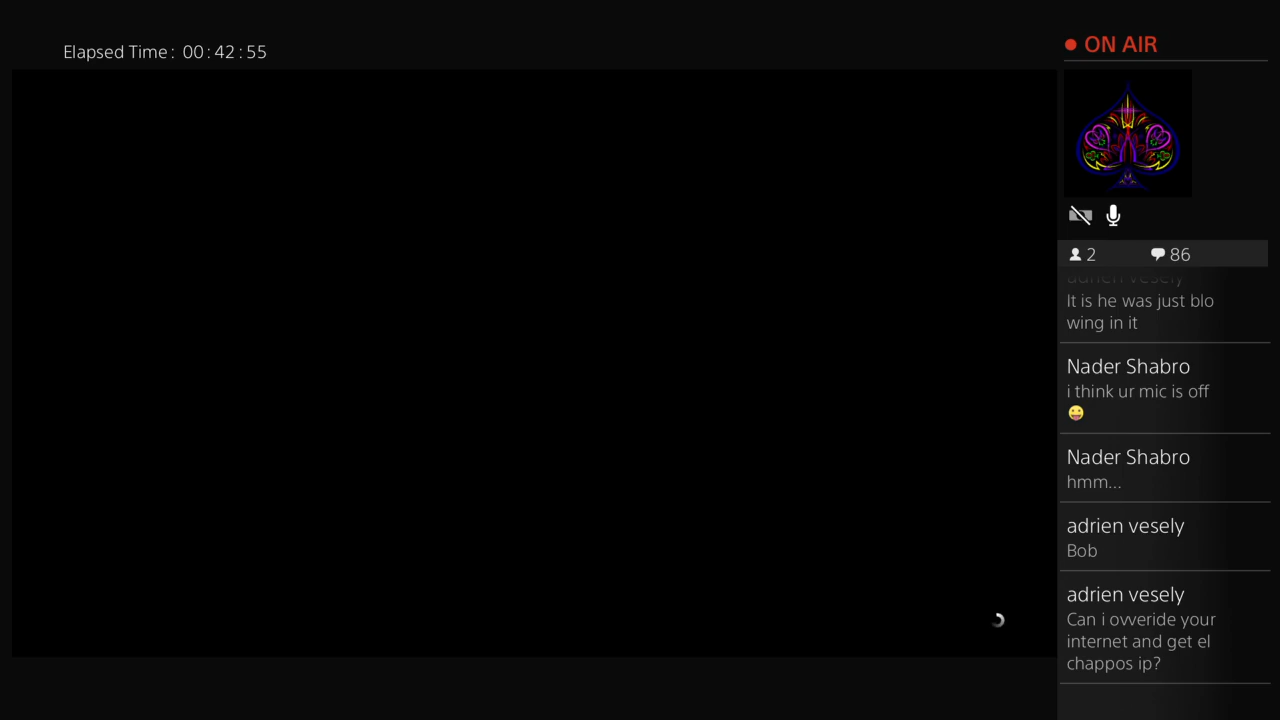 Elapsed Time: 00:42:55
ON AIR
2 86
adrien vesely
It is he was just blo
wing in it
Nader Shabro
i think ur mic is off
😛
Nader Shabro
hmm...
adrien vesely
Bob
adrien vesely
Can i ovveride your
internet and get el
chappos ip?